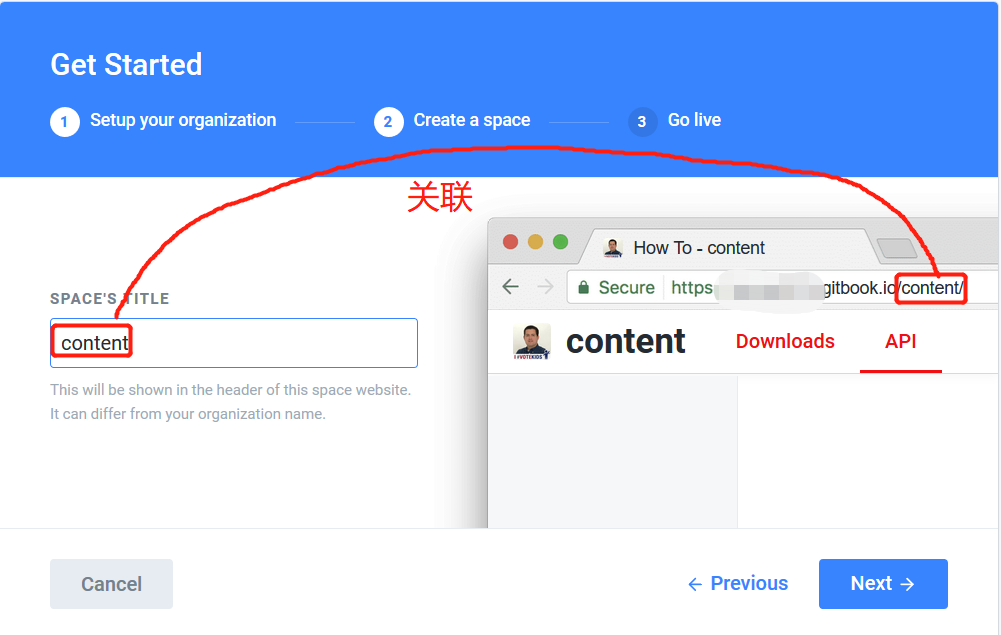 Get Started
1 Setup your organization 2 Create a space 3 Go live
关联
How To - content
Secure https: gitbook.io/content/
SPACE'S TITLE
content
This will be shown in the header of this space website.
It can differ from your organization name.
content Downloads API
Cancel ← Previous Next →